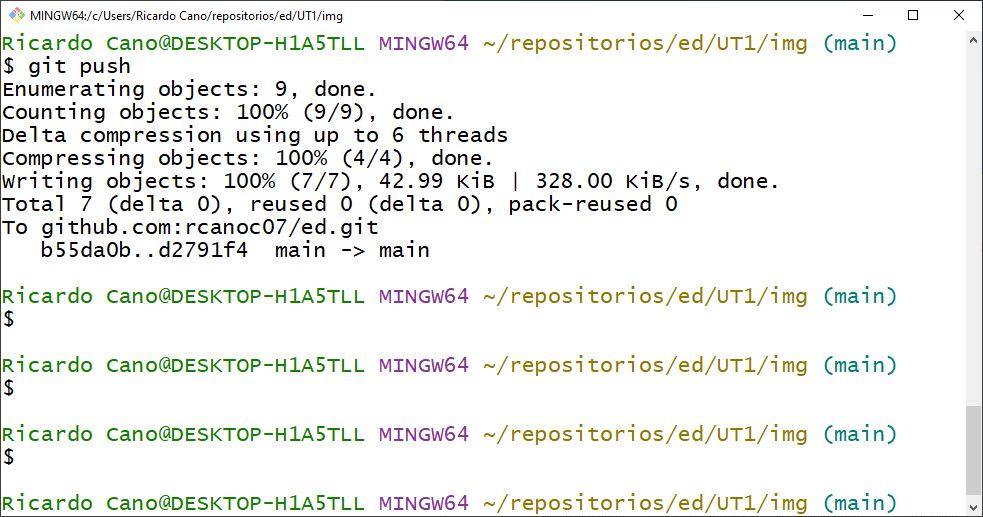 MINGW64:/c/Users/Ricardo Cano/repositorios/ed/UT1/img
Ricardo Cano@DESKTOP-H1A5TLL MINGW64 ~/repositorios/ed/UT1/img (main)
$ git push
Enumerating objects: 9, done.
Counting objects: 100% (9/9), done.
Delta compression using up to 6 threads
Compressing objects: 100% (4/4), done.
Writing objects: 100% (7/7), 42.99 KiB | 328.00 KiB/s, done.
Total 7 (delta 0), reused 0 (delta 0), pack-reused 0
To github.com:rcanoc07/ed.git
   b55da0b..d2791f4  main -> main

Ricardo Cano@DESKTOP-H1A5TLL MINGW64 ~/repositorios/ed/UT1/img (main)
$

Ricardo Cano@DESKTOP-H1A5TLL MINGW64 ~/repositorios/ed/UT1/img (main)
$

Ricardo Cano@DESKTOP-H1A5TLL MINGW64 ~/repositorios/ed/UT1/img (main)
$

Ricardo Cano@DESKTOP-H1A5TLL MINGW64 ~/repositorios/ed/UT1/img (main)